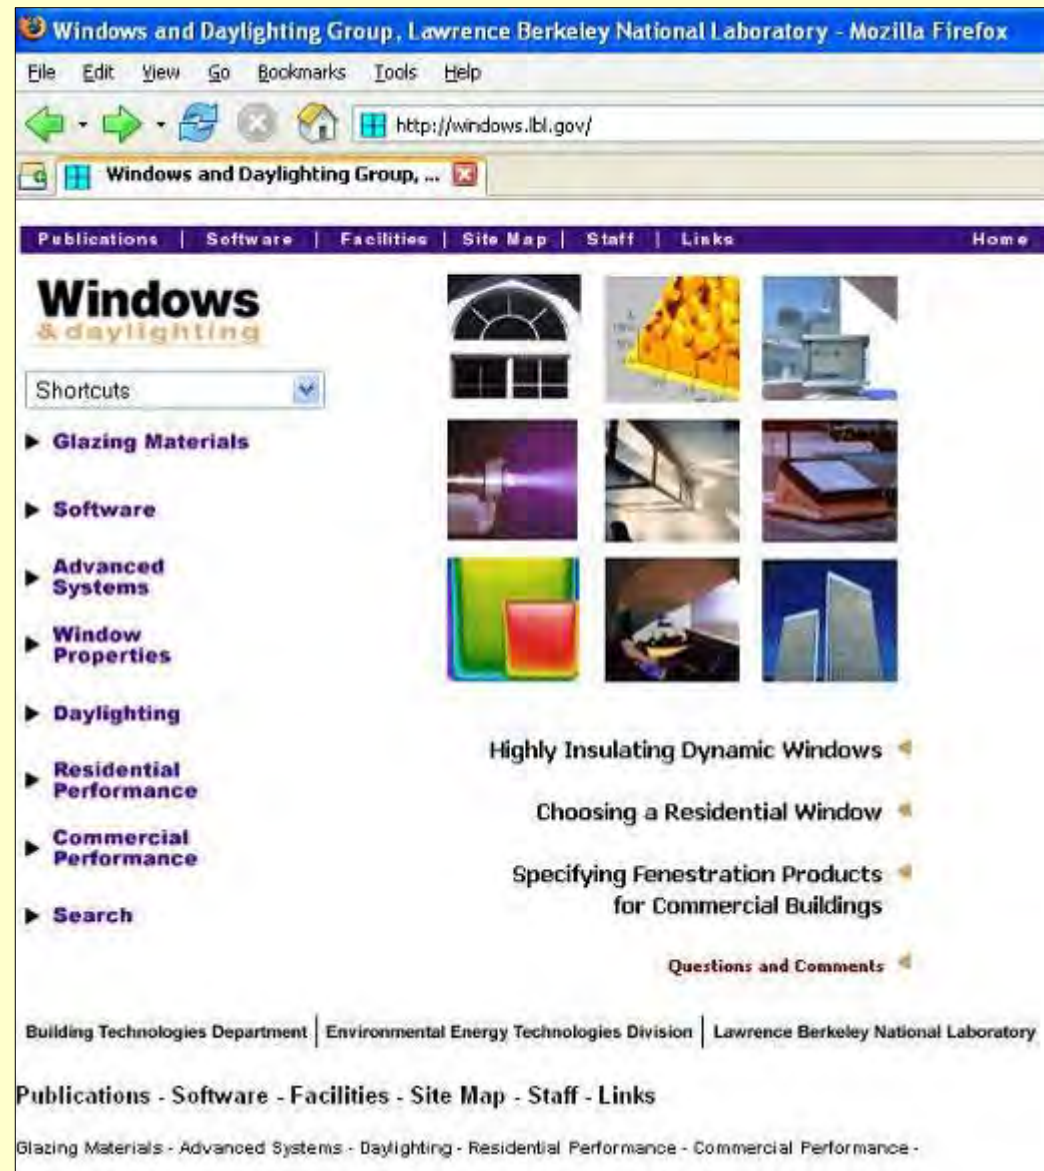 Windows and Daylighting Group, Lawrence Berkeley National Laboratory - Mozilla Firefox
File Edit View Go Bookmarks Tools Help
http://windows.lbl.gov/
Windows and Daylighting Group, ...
Publications | Software | Facilities | Site Map | Staff | Links Home
Windows
& daylighting
Shortcuts
Glazing Materials
Software
Advanced
Systems
Window
Properties
Daylighting
Residential
Performance
Commercial
Performance
Search
Highly Insulating Dynamic Windows
Choosing a Residential Window
Specifying Fenestration Products
for Commercial Buildings
Questions and Comments
Building Technologies Department | Environmental Energy Technologies Division | Lawrence Berkeley National Laboratory
Publications - Software - Facilities - Site Map - Staff - Links
Glazing Materials - Advanced Systems - Daylighting - Residential Performance - Commercial Performance -